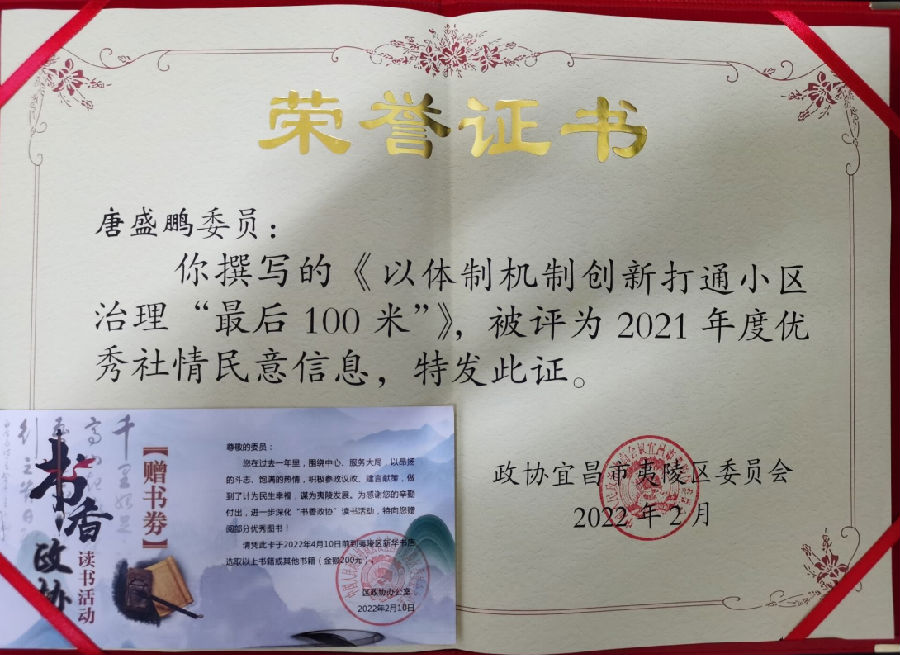 荣誉证书
唐盛鹏委员：
你撰写的《以体制机制创新打通小区
治理“最后100米”》，被评为2021年度优
秀社情民意信息，特发此证。
政协宜昌市夷陵区委员会
2022年2月
书香
政协
读书活动
【赠书券】
尊敬的委员：
您在过去一年里，围绕中心、服务大局，以昂扬
的斗志、饱满的热情，积极参政议政、建言献策，做
到了计为民生幸福，谋为夷陵发展。为感谢您的辛勤
付出，进一步深化“书香政协”读书活动，特向您赠
阅部分优秀图书！
请凭此卡于2022年4月10日前到夷陵区新华书店
选取以上书籍或其他书籍（金额200元）。
区政协办公室
2022年2月10日